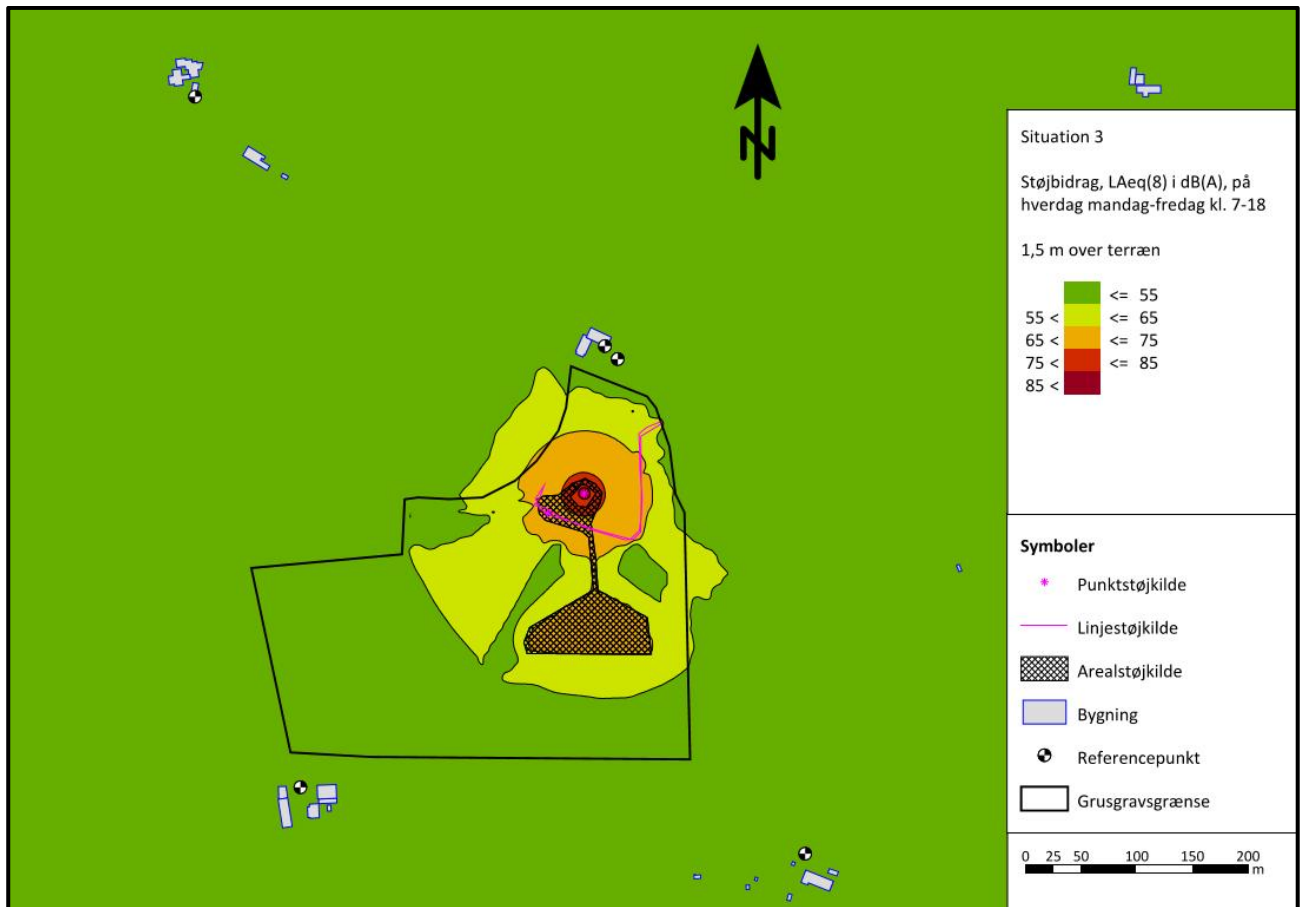 N
Situation 3
Støjbidrag, LAeq(8) i dB(A), på
hverdag mandag-fredag kl. 7-18
1,5 m over terræn
<= 55
55 < <= 65
65 < <= 75
75 < <= 85
85 <
Symboler
Punktstøjkilde
Linjestøjkilde
Arealstøjkilde
Bygning
Referencepunkt
Grusgravsgrænse
0 25 50 100 150 200
m